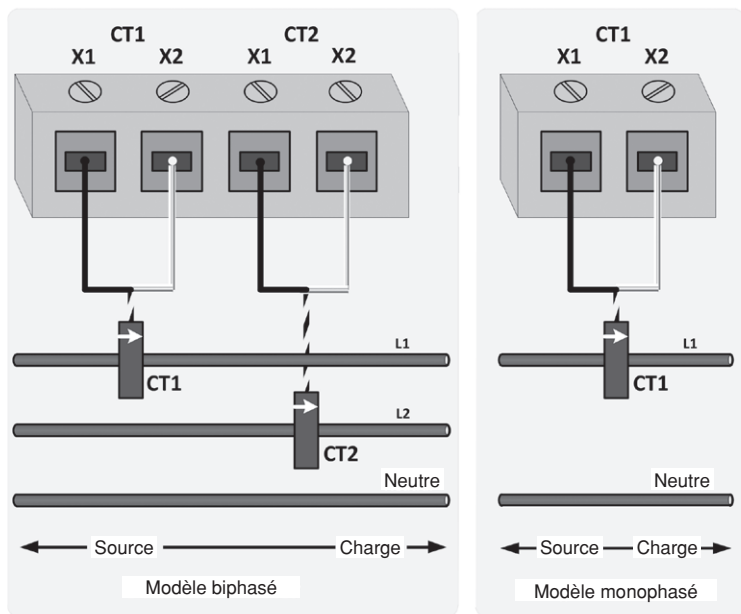 CT1 CT2
X1 X2 X1 X2
L1
CT1
L2
CT2
Neutre
Source Charge
Modèle biphasé
CT1
X1 X2
L1
CT1
Neutre
Source Charge
Modèle monophasé